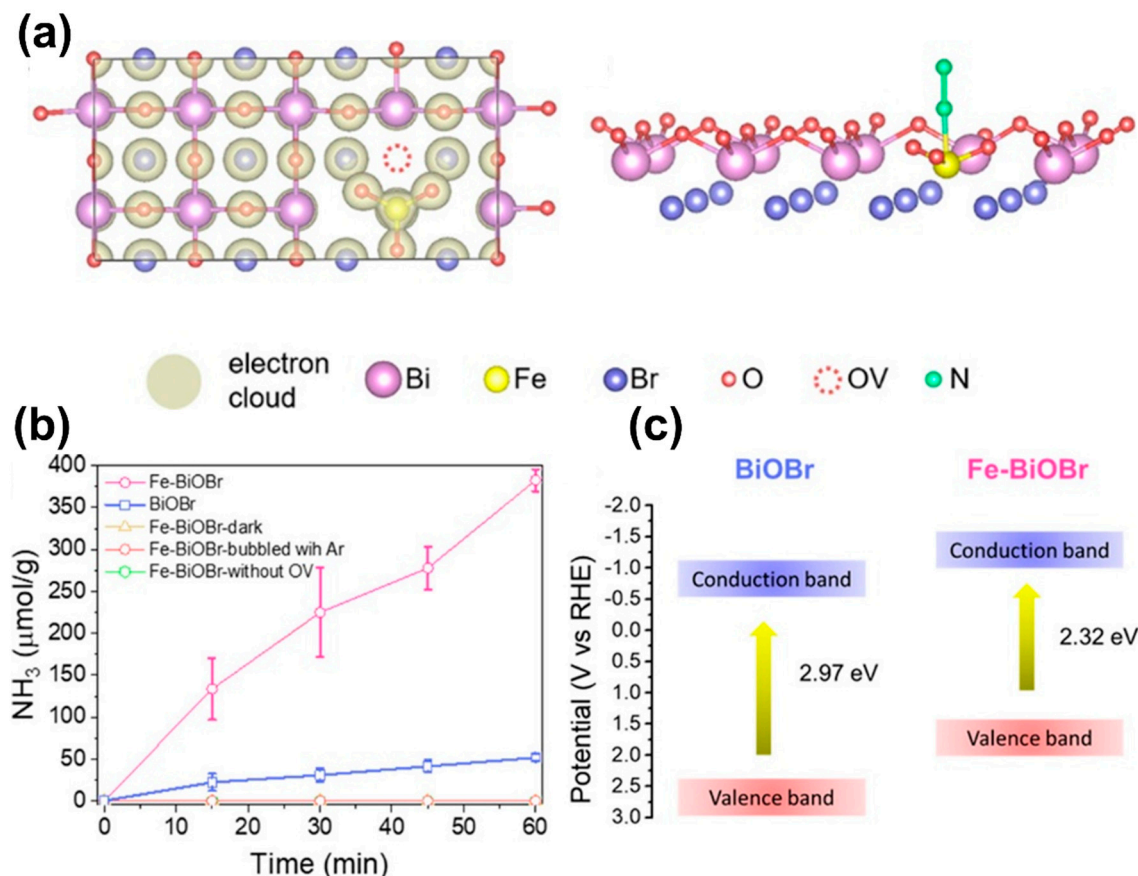 (a)
electron
cloud
Bi
Fe
Br
O
OV
N
(b)
NH₃ (μmol/g)
400
350
300
250
200
150
100
50
0
Fe-BiOBr
BiOBr
Fe-BiOBr-dark
Fe-BiOBr-bubbled wih Ar
Fe-BiOBr-without OV
0 10 20 30 40 50 60
Time (min)
(c)
BiOBr
Fe-BiOBr
Potential (V vs RHE)
-2.0
-1.5
-1.0
-0.5
0.0
0.5
1.0
1.5
2.0
2.5
3.0
Conduction band
2.97 eV
Valence band
Conduction band
2.32 eV
Valence band